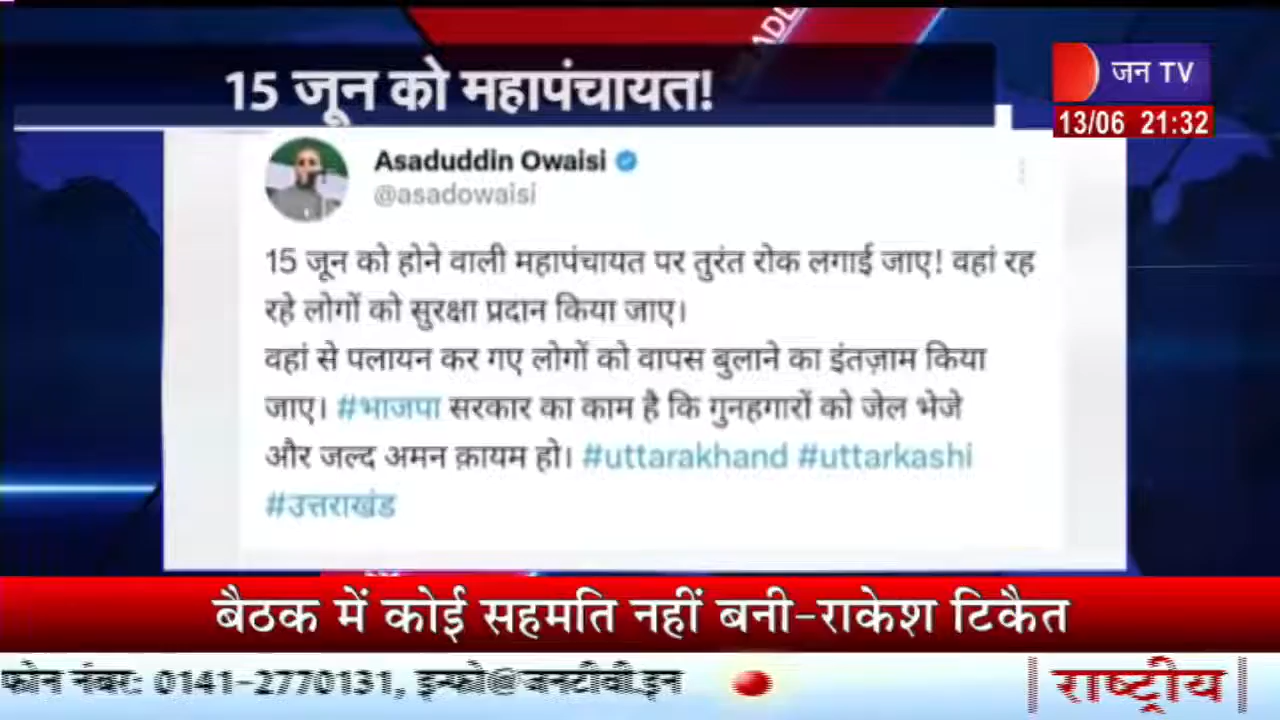 15 जून को महापंचायत!
जन TV
13/06 21:32
Asaduddin Owaisi
@asadowaisi
15 जून को होने वाली महापंचायत पर तुरंत रोक लगाई जाए! वहां रह
रहे लोगों को सुरक्षा प्रदान किया जाए।
वहां से पलायन कर गए लोगों को वापस बुलाने का इंतज़ाम किया
जाए। #भाजपा सरकार का काम है कि गुनहगारों को जेल भेजे
और जल्द अमन क़ायम हो। #uttarakhand #uttarkashi
#उत्तराखंड
बैठक में कोई सहमति नहीं बनी-राकेश टिकैत
फोन नंबर: 0141-2770131, इन्फो@जनटीवी.इन
राष्ट्रीय